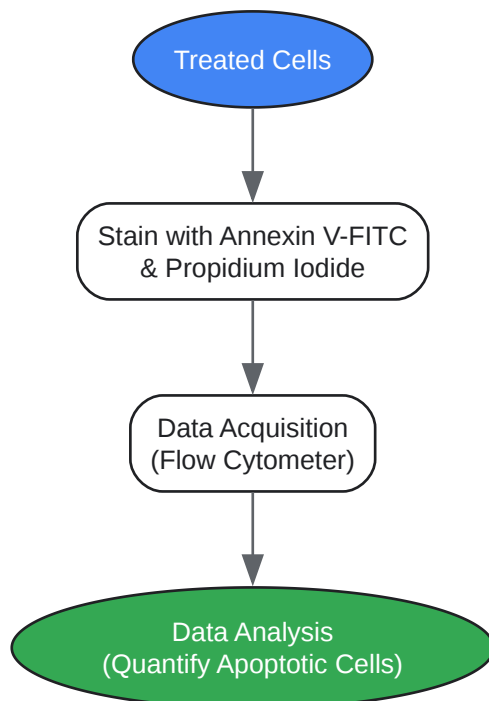 Treated Cells
Stain with Annexin V-FITC
& Propidium Iodide
Data Acquisition
(Flow Cytometer)
Data Analysis
(Quantify Apoptotic Cells)